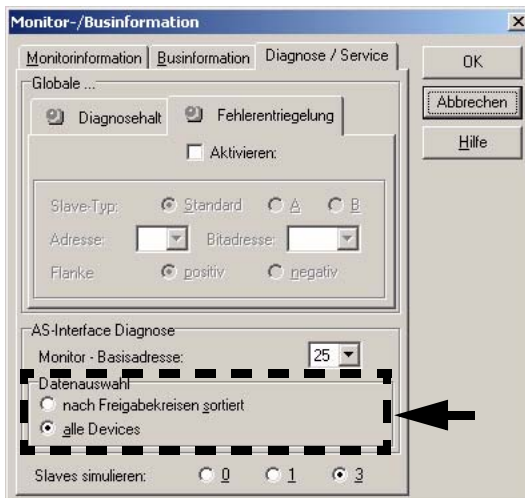 Monitor-/Businformation
Monitorinformation Businformation Diagnose / Service
OK
Abbrechen
Hilfe
Globale ...
Diagnosehalt Fehlerentriegelung
Aktivieren:
Slave-Typ: Standard A B
Adresse: Bitadresse:
Flanke positiv negativ
AS-Interface Diagnose
Monitor - Basisadresse: 25
Datenauswahl
nach Freigabekreisen sortiert
alle Devices
Slaves simulieren: 0 1 3